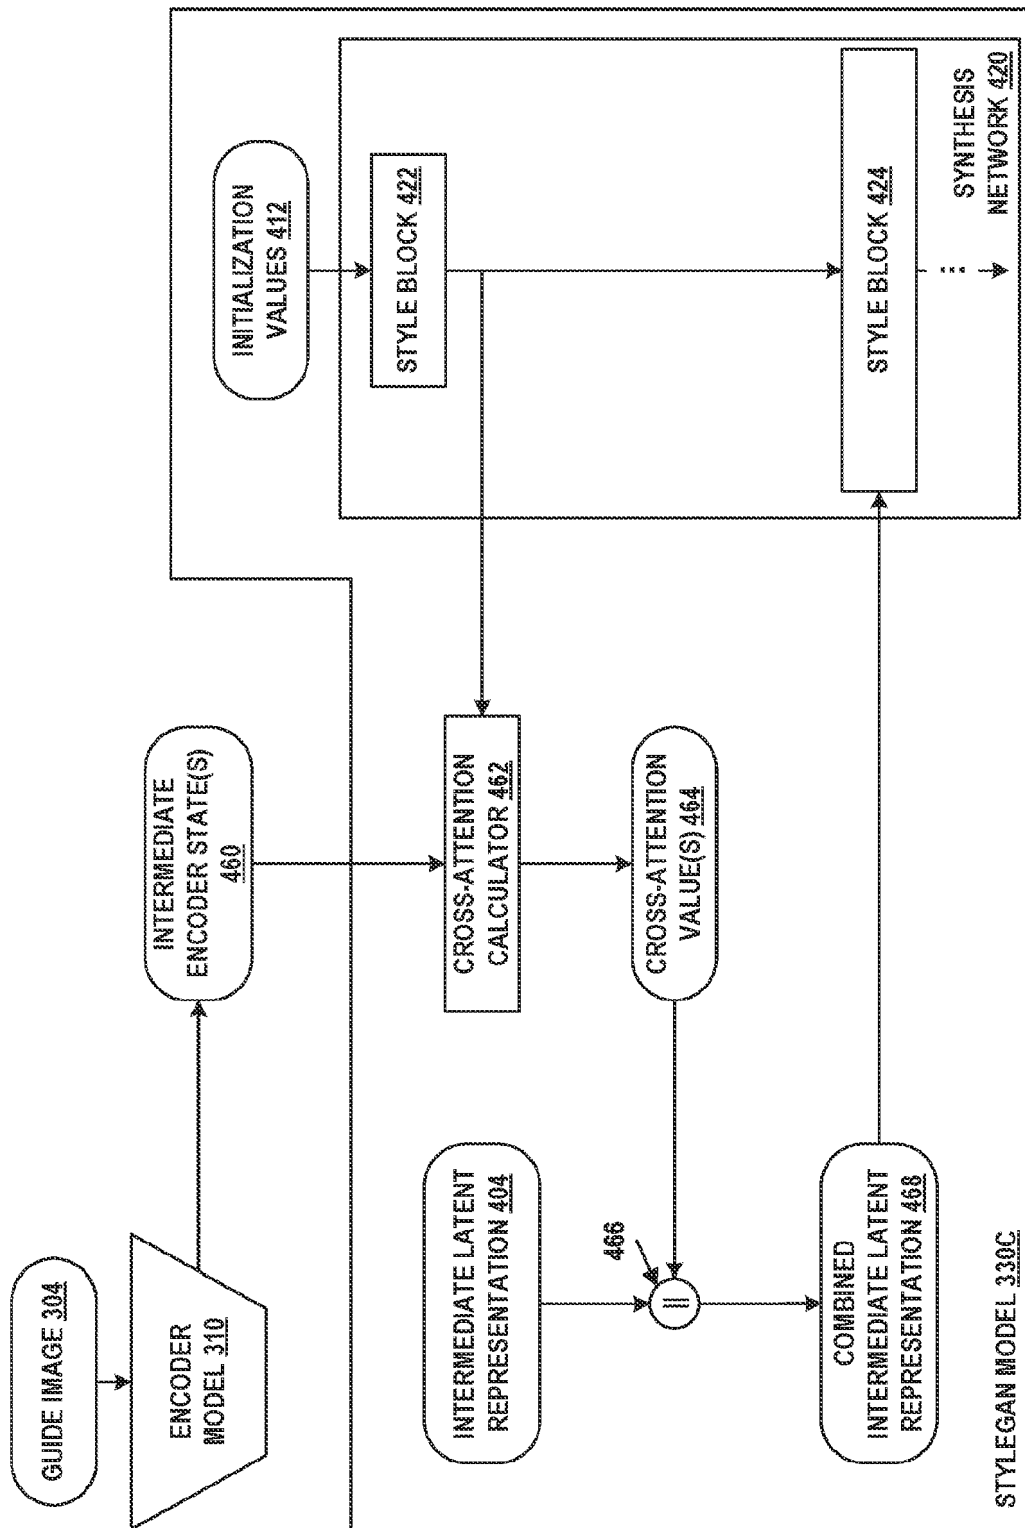 GUIDE IMAGE 304
ENCODER
MODEL 310
INTERMEDIATE
ENCODER STATE(S)
460
INITIALIZATION
VALUES 412
STYLE BLOCK 422
INTERMEDIATE LATENT
REPRESENTATION 404
CROSS-ATTENTION
CALCULATOR 462
466
CROSS-ATTENTION
VALUE(S) 464
COMBINED
INTERMEDIATE LATENT
REPRESENTATION 468
STYLE BLOCK 424
SYNTHESIS
NETWORK 420
STYLEGAN MODEL 330C